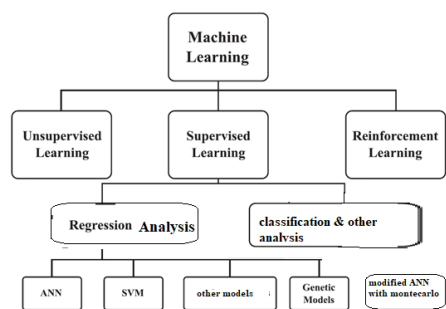 Machine
Learning
Unsupervised
Learning
Supervised
Learning
Reinforcement
Learning
Regression Analysis
classification & other
analysis
ANN
SVM
other models
Genetic
Models
modified ANN
with montecarlo